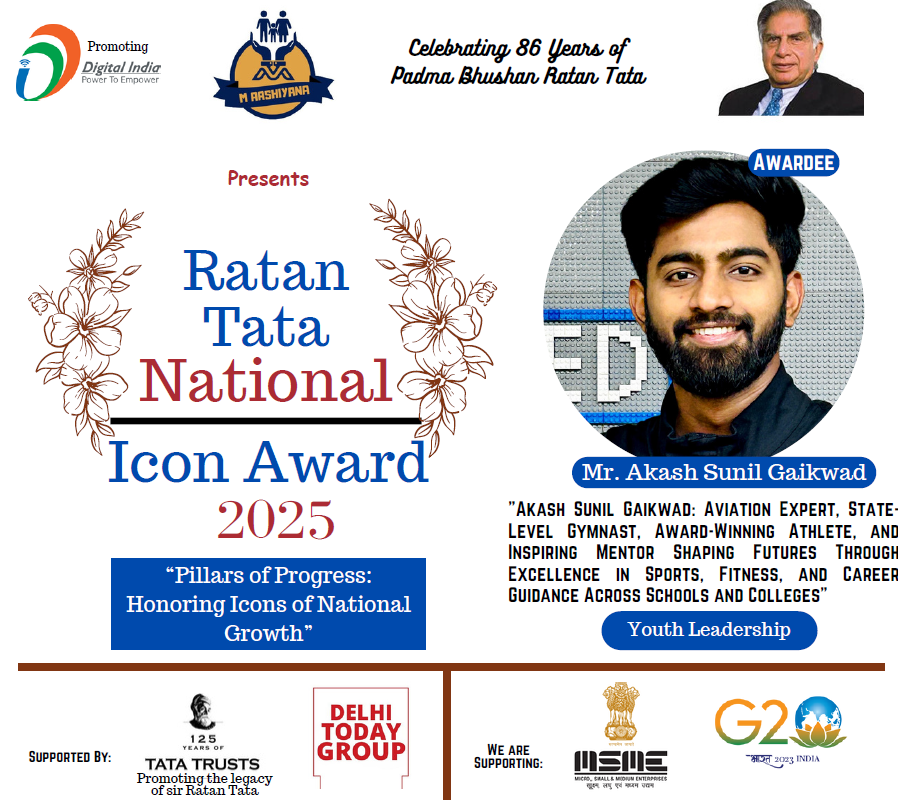 Promoting
Digital India
Power To Empower
M AASHIYANA
Celebrating 86 Years of
Padma Bhushan Ratan Tata
Presents
Ratan
Tata
National
Icon Award
2025
“Pillars of Progress:
Honoring Icons of National
Growth”
AWARDEE
ED
Mr. Akash Sunil Gaikwad
"AKASH SUNIL GAIKWAD: AVIATION EXPERT, STATE-
LEVEL GYMNAST, AWARD-WINNING ATHLETE, AND
INSPIRING MENTOR SHAPING FUTURES THROUGH
EXCELLENCE IN SPORTS, FITNESS, AND CAREER
GUIDANCE ACROSS SCHOOLS AND COLLEGES"
Youth Leadership
SUPPORTED BY:
125
YEARS OF
TATA TRUSTS
Promoting the legacy
of sir Ratan Tata
DELHI
TODAY
GROUP
WE ARE
SUPPORTING:
सत्यमेव जयते
MSME
MICRO, SMALL & MEDIUM ENTERPRISES
सूक्ष्म, लघु एवं मध्यम उद्यम
G20
भारत 2023 INDIA